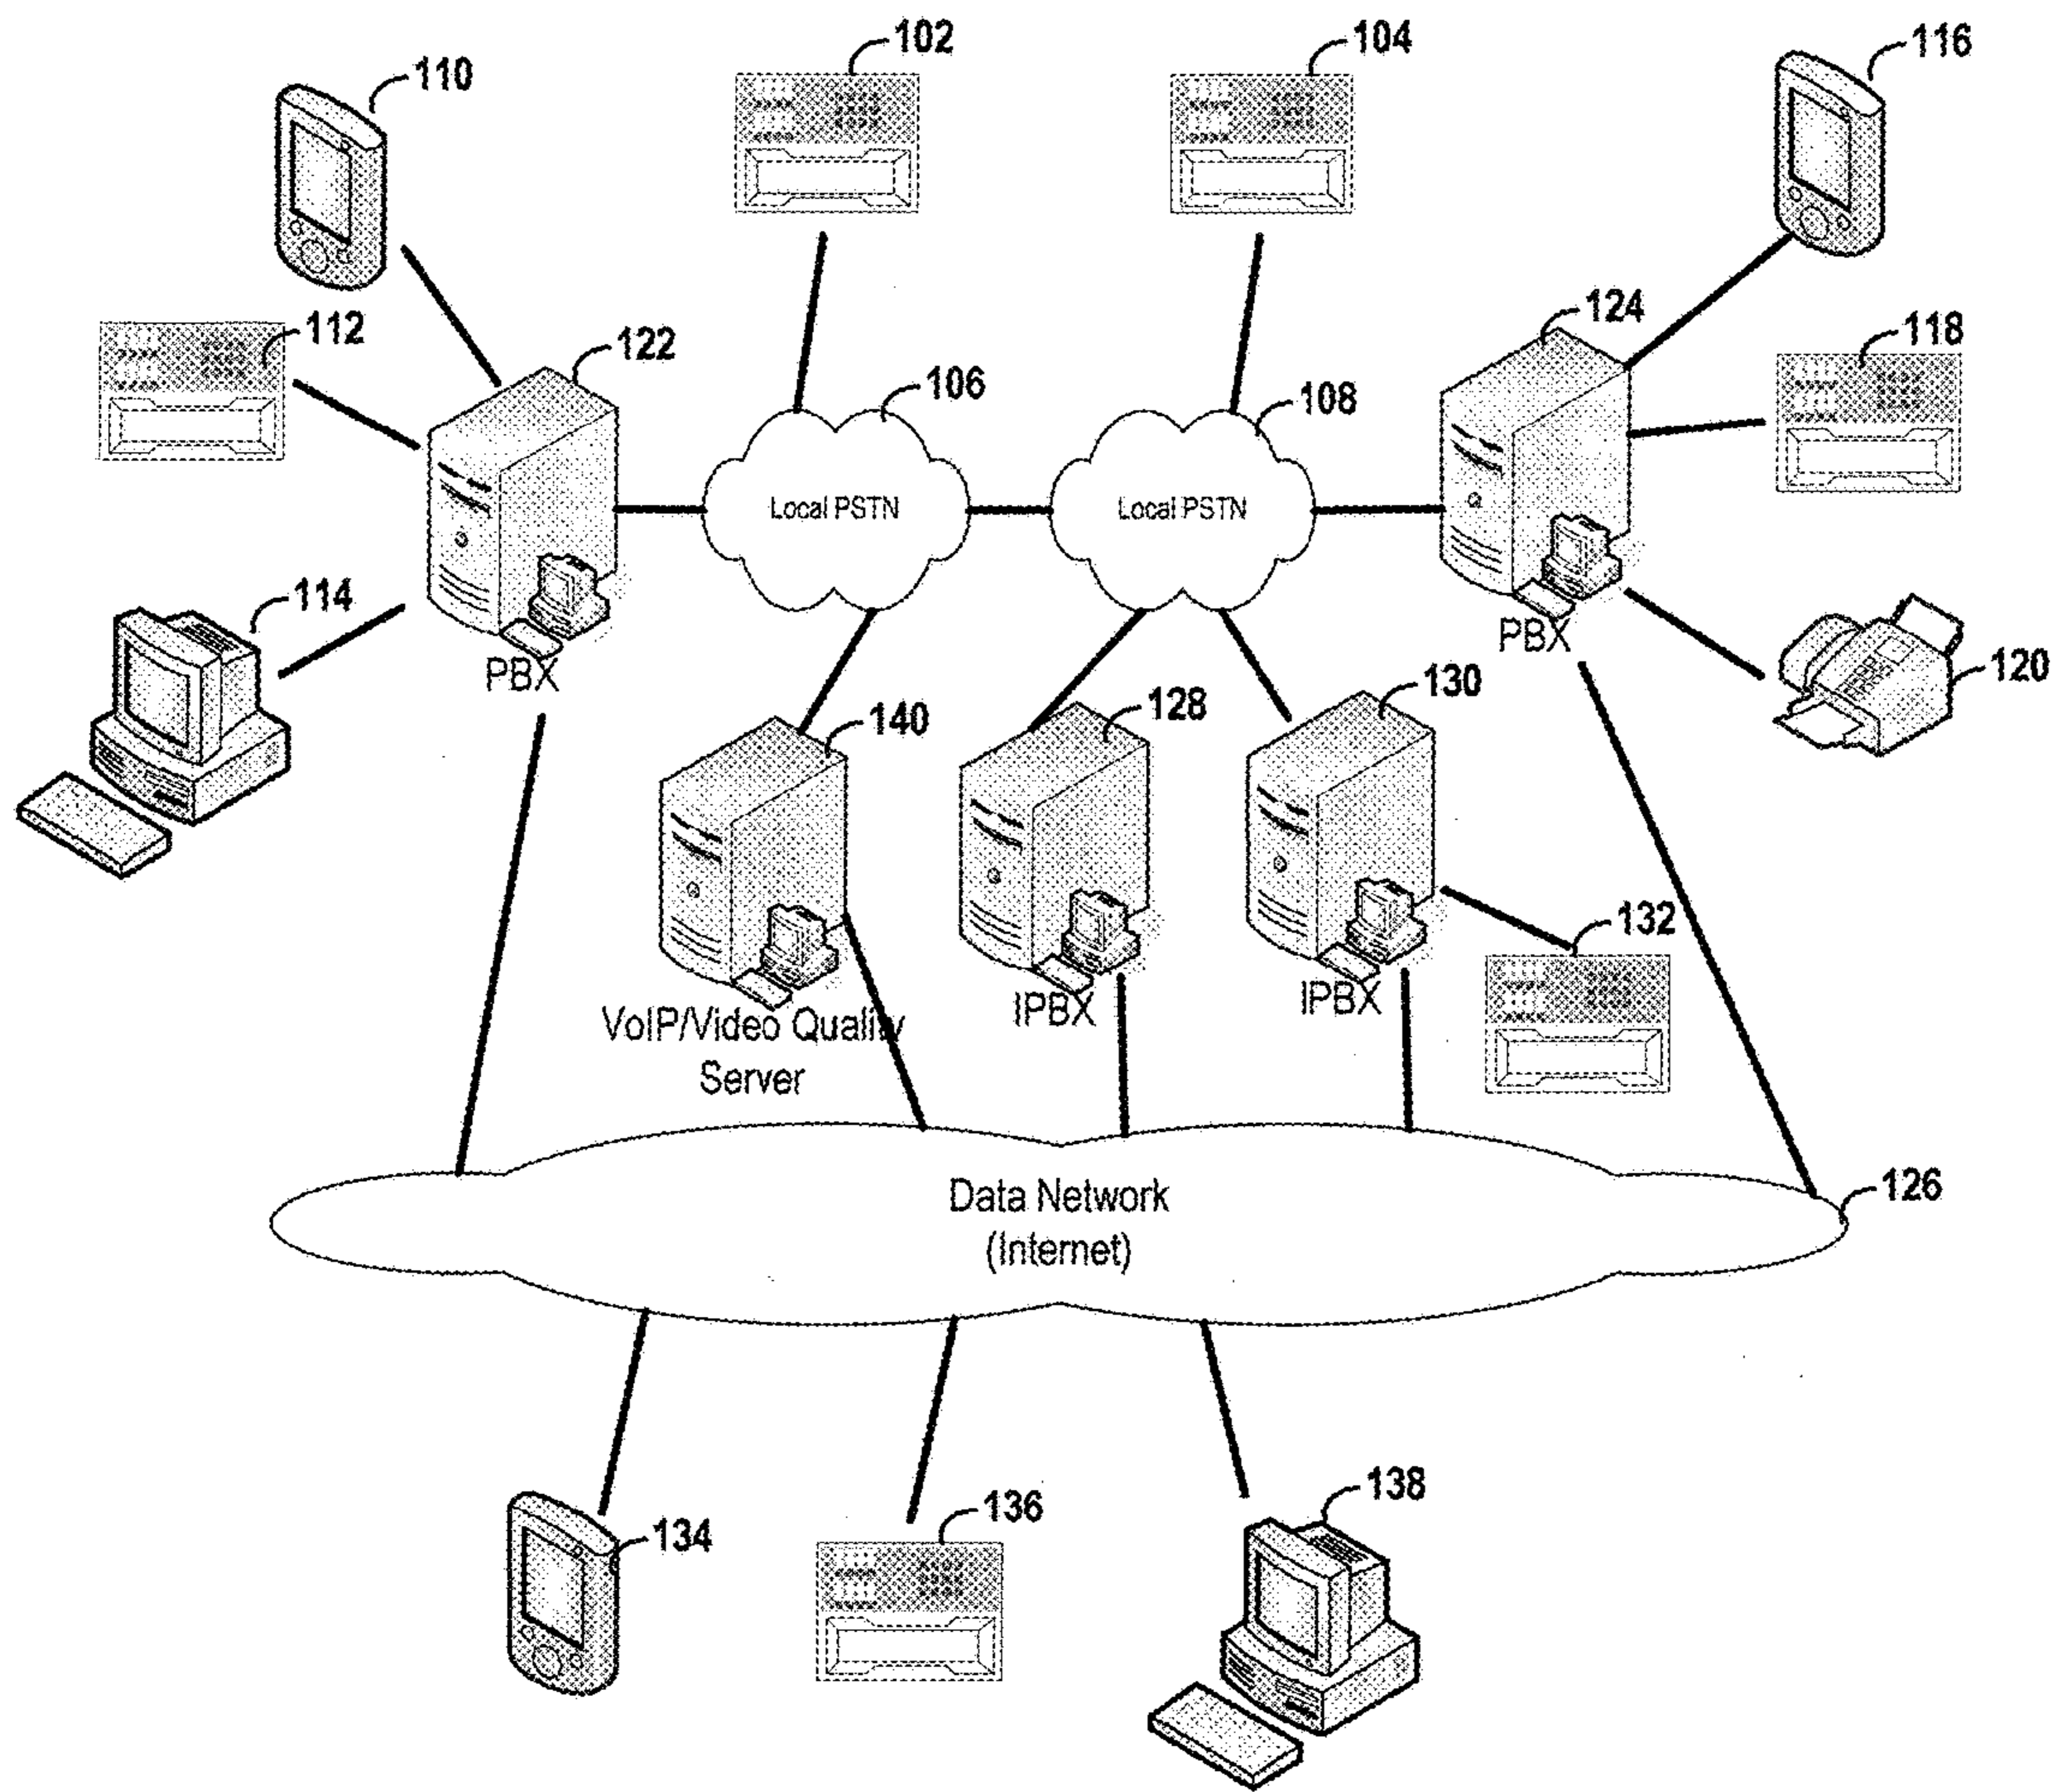 102
104
116
110
124
112
122
118
106
108
Local PSTN
Local PSTN
114
PBX
PBX
120
140
128
130
132
VoIP/Video Quality
Server
IPBX
IPBX
Data Network
(Internet)
126
134
136
138